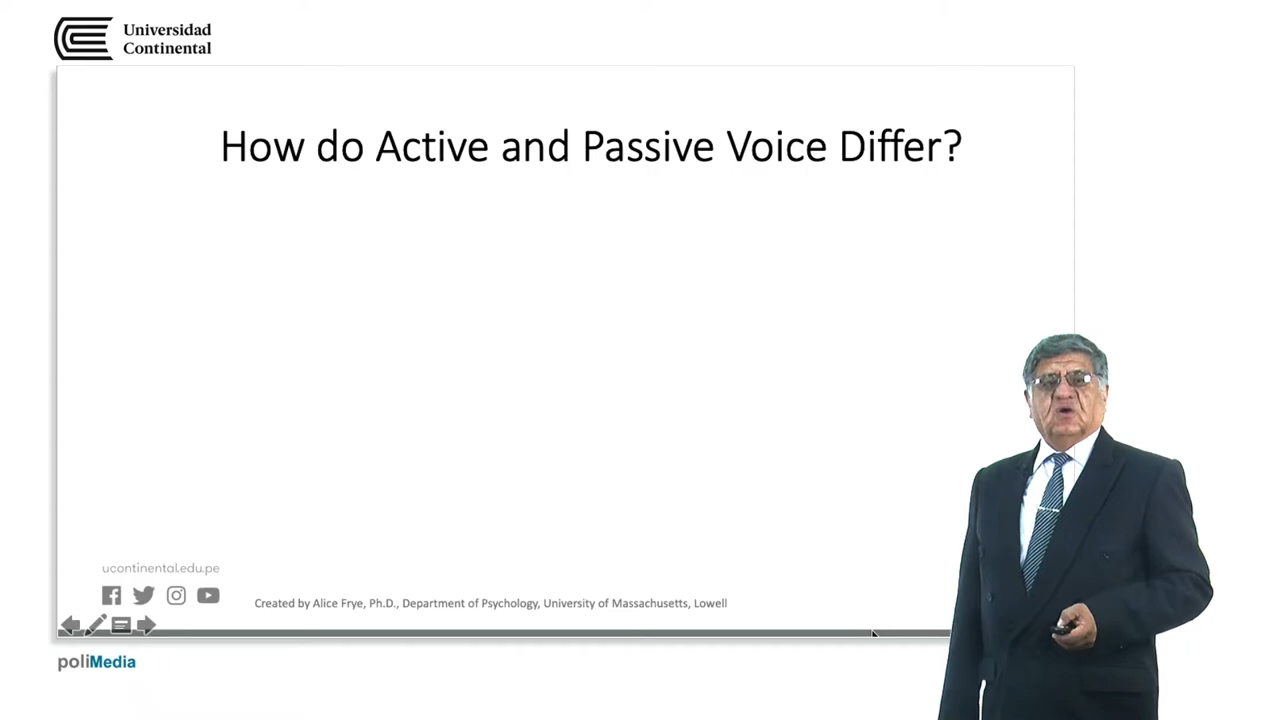 Universidad
Continental
How do Active and Passive Voice Differ?
ucontinental.edu.pe
Created by Alice Frye, Ph.D., Department of Psychology, University of Massachusetts, Lowell
poliMedia